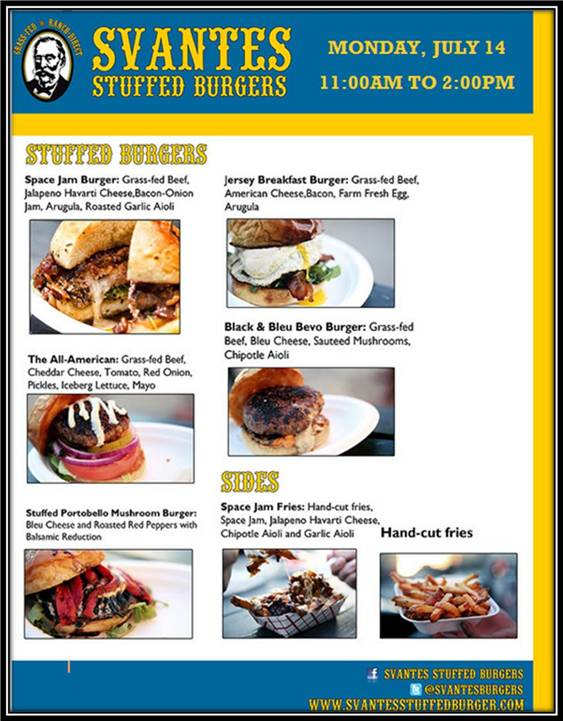 GRASS-FED * RANCH-DIRECT
SVANTES
STUFFED BURGERS
MONDAY, JULY 14
11:00AM TO 2:00PM
STUFFED BURGERS
Space Jam Burger: Grass-fed Beef,
Jalapeno Havarti Cheese,Bacon-Onion
Jam, Arugula, Roasted Garlic Aioli
The All-American: Grass-fed Beef,
Cheddar Cheese, Tomato, Red Onion,
Pickles, Iceberg Lettuce, Mayo
Stuffed Portobello Mushroom Burger:
Bleu Cheese and Roasted Red Peppers with
Balsamic Reduction
Jersey Breakfast Burger: Grass-fed Beef,
American Cheese,Bacon, Farm Fresh Egg,
Arugula
Black & Bleu Bevo Burger: Grass-fed
Beef, Bleu Cheese, Sauteed Mushrooms,
Chipotle Aioli
SIDES
Space Jam Fries: Hand-cut fries,
Space Jam, Jalapeno Havarti Cheese,
Chipotle Aioli and Garlic Aioli
Hand-cut fries
SVANTES STUFFED BURGERS
@SVANTESBURGERS
WWW.SVANTESSTUFFEDBURGER.COM